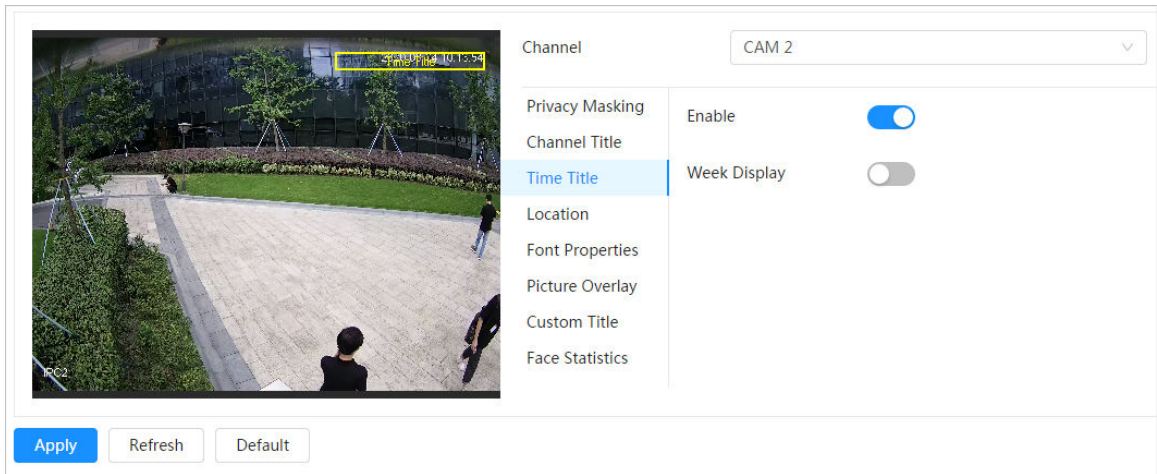 Channel
CAM 2
Time Title
Privacy Masking
Enable
Channel Title
Time Title
Week Display
Location
Font Properties
Picture Overlay
Custom Title
Face Statistics
IPC2
Apply
Refresh
Default